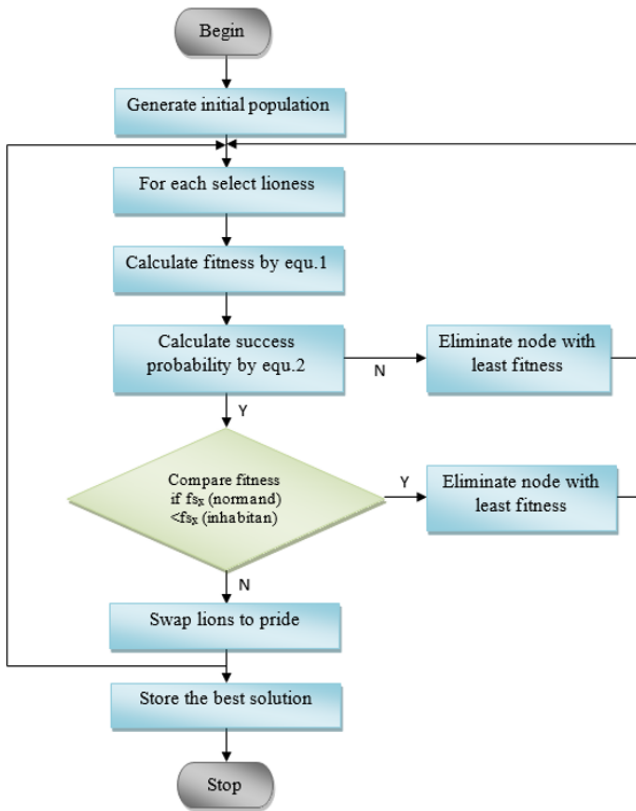 Begin
Generate initial population
For each select lioness
Calculate fitness by equ.1
Calculate success
probability by equ.2
N
Eliminate node with
least fitness
Y
Compare fitness
if fsₓ (normand)
<fsₓ (inhabitan)
Y
Eliminate node with
least fitness
N
Swap lions to pride
Store the best solution
Stop